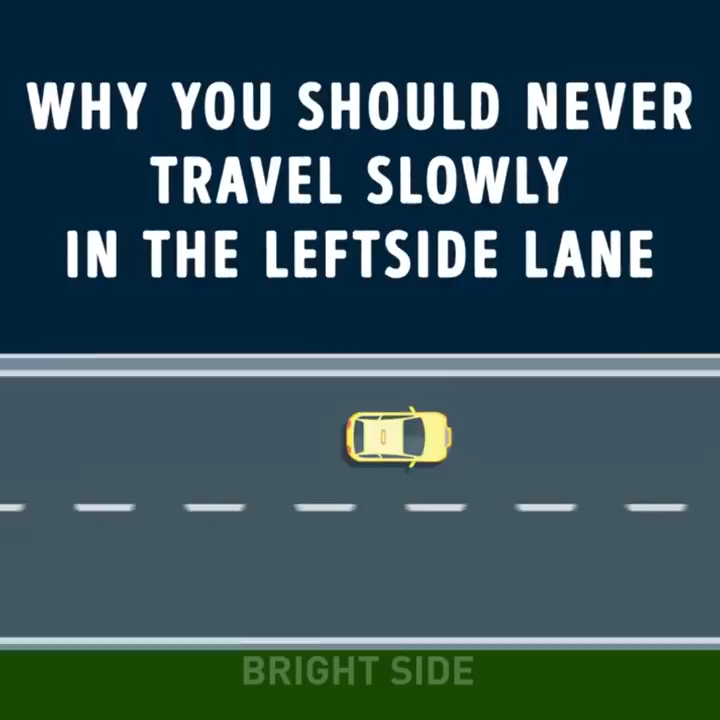 WHY YOU SHOULD NEVER
TRAVEL SLOWLY
IN THE LEFTSIDE LANE
BRIGHT SIDE